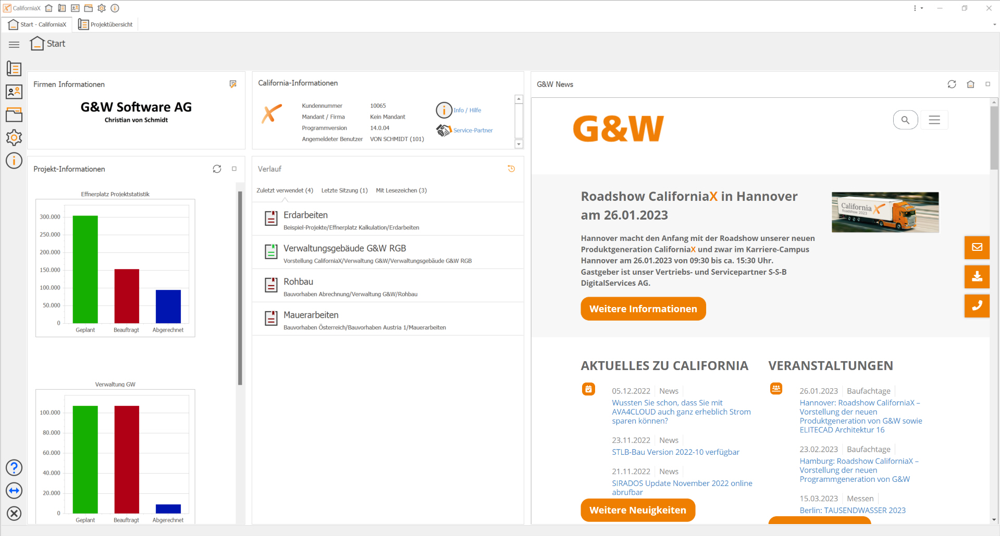 CaliforniaX
Start - CaliforniaX
Projektübersicht
Start
Firmen Informationen
G&W Software AG
Christian von Schmidt
California-Informationen
Kundennummer 10065
Mandant / Firma Kein Mandant
Programmversion 14.0.04
Angemeldeter Benutzer VON SCHMIDT (101)
Info / Hilfe
Service-Partner
Projekt-Informationen
Effnerplatz Projektstatistik
300.000
250.000
200.000
150.000
100.000
50.000
0
Geplant Beauftragt Abgerechnet
Verwaltung GW
100.000
80.000
60.000
40.000
20.000
0
Geplant Beauftragt Abgerechnet
Verlauf
Zuletzt verwendet (4) Letzte Sitzung (1) Mit Lesezeichen (3)
Erdarbeiten
Beispiel-Projekte/Effnerplatz Kalkulation/Erdarbeiten
Verwaltungsgebäude G&W RGB
Vorstellung CaliforniaX/Verwaltung G&W/Verwaltungsgebäude G&W RGB
Rohbau
Bauvorhaben Abrechnung/Verwaltung G&W/Rohbau
Mauerarbeiten
Bauvorhaben Österreich/Bauvorhaben Austria 1/Mauerarbeiten
G&W News
G&W
Roadshow CaliforniaX in Hannover
am 26.01.2023
California X
Roadshow 2023
Hannover macht den Anfang mit der Roadshow unserer neuen
Produktgeneration CaliforniaX und zwar im Karriere-Campus
Hannover am 26.01.2023 von 09:30 bis ca. 15:30 Uhr.
Gastgeber ist unser Vertriebs- und Servicepartner S-S-B
DigitalServices AG.
Weitere Informationen
AKTUELLES ZU CALIFORNIA
05.12.2022 News
Wussten Sie schon, dass Sie mit
AVA4CLOUD auch ganz erheblich Strom
sparen können?
23.11.2022 News
STLB-Bau Version 2022-10 verfügbar
21.11.2022 News
SIRADOS Update November 2022 online
abrufbar
Weitere Neuigkeiten
VERANSTALTUNGEN
26.01.2023 Baufachtage
Hannover: Roadshow CaliforniaX –
Vorstellung der neuen
Produktgeneration von G&W sowie
ELITECAD Architektur 16
23.02.2023 Baufachtage
Hamburg: Roadshow CaliforniaX –
Vorstellung der neuen
Programmgeneration von G&W
15.03.2023 Messen
Berlin: TAUSENDWASSER 2023